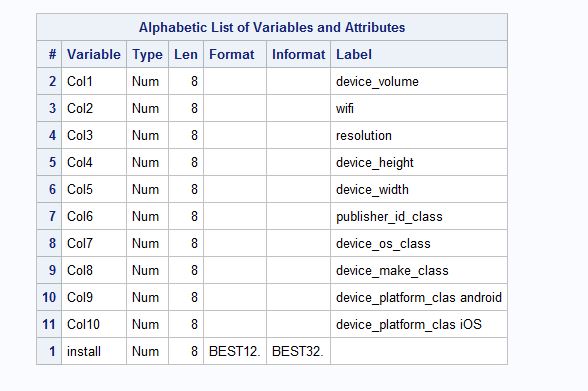 Alphabetic List of Variables and Attributes
# Variable Type Len Format Informat Label
2 Col1 Num 8 device_volume
3 Col2 Num 8 wifi
4 Col3 Num 8 resolution
5 Col4 Num 8 device_height
6 Col5 Num 8 device_width
7 Col6 Num 8 publisher_id_class
8 Col7 Num 8 device_os_class
9 Col8 Num 8 device_make_class
10 Col9 Num 8 device_platform_clas android
11 Col10 Num 8 device_platform_clas iOS
1 install Num 8 BEST12. BEST32.